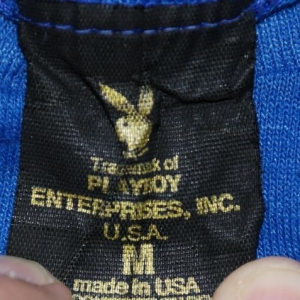 Trademark of
PLAYBOY
ENTERPRISES, INC.
U.S.A.
M
made in USA